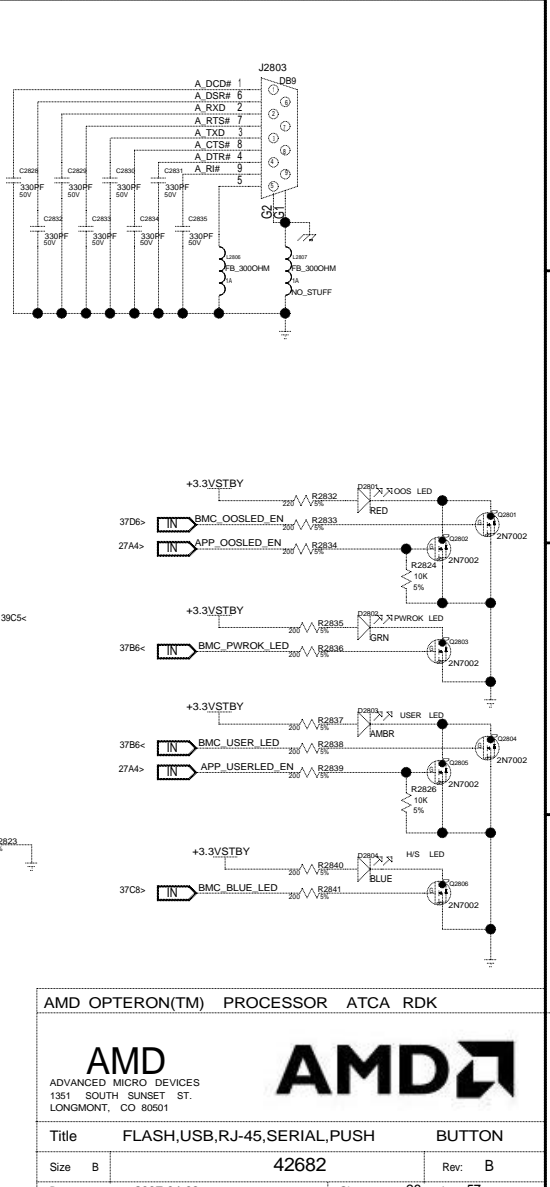 J2803
DB9
A_DCD# 1
A_DSR# 6
A_RXD 2
A_RTS# 7
A_TXD 3
A_CTS# 8
A_DTR# 4
A_RI# 9
5
G2
G1
C2828 C2829 C2830 C2831
330PF 330PF 330PF 330PF
50V 50V 50V 50V
C2832 C2833 C2834 C2835
330PF 330PF 330PF 330PF
50V 50V 50V 50V
L2806 L2807
FB_300OHM FB_300OHM
1A 1A
NO_STUFF
+3.3VSTBY
220 R2832 5%
D2801 OOS LED
RED
37D6> IN BMC_OOSLED_EN 200 R2833 5%
Q2801
2N7002
27A4> IN APP_OOSLED_EN 200 R2834 5%
Q2802
2N7002
R2824
10K
5%
39C5<
+3.3VSTBY
200 R2835 5%
D2802 PWROK LED
GRN
37B6< IN BMC_PWROK_LED 200 R2836 5%
Q2803
2N7002
+3.3VSTBY
200 R2837 5%
D2803 USER LED
AMBR
37B6< IN BMC_USER_LED 200 R2838 5%
Q2804
2N7002
27A4> IN APP_USERLED_EN 200 R2839 5%
Q2805
2N7002
R2826
10K
5%
+3.3VSTBY
200 R2840 5%
D2804 H/S LED
BLUE
37C8> IN BMC_BLUE_LED 200 R2841 5%
Q2806
2N7002
AMD OPTERON(TM) PROCESSOR ATCA RDK
AMD
ADVANCED MICRO DEVICES
1351 SOUTH SUNSET ST.
LONGMONT, CO 80501
AMD
Title FLASH,USB,RJ-45,SERIAL,PUSH BUTTON
Size B 42682 Rev: B